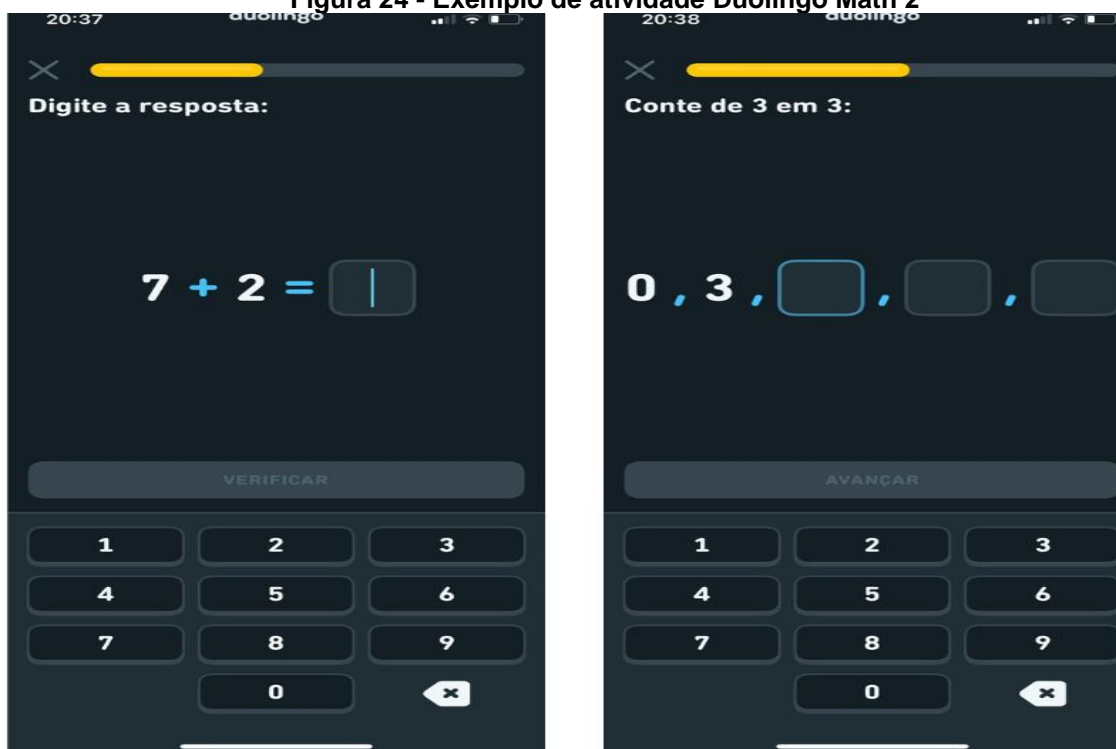 Figura 24 - Exemplo de atividade Duolingo Math 2
20:37
duolingo
Digite a resposta:
7 + 2 =
VERIFICAR
1 2 3
4 5 6
7 8 9
0
20:38
duolingo
Conte de 3 em 3:
0 , 3 , , ,
AVANÇAR
1 2 3
4 5 6
7 8 9
0